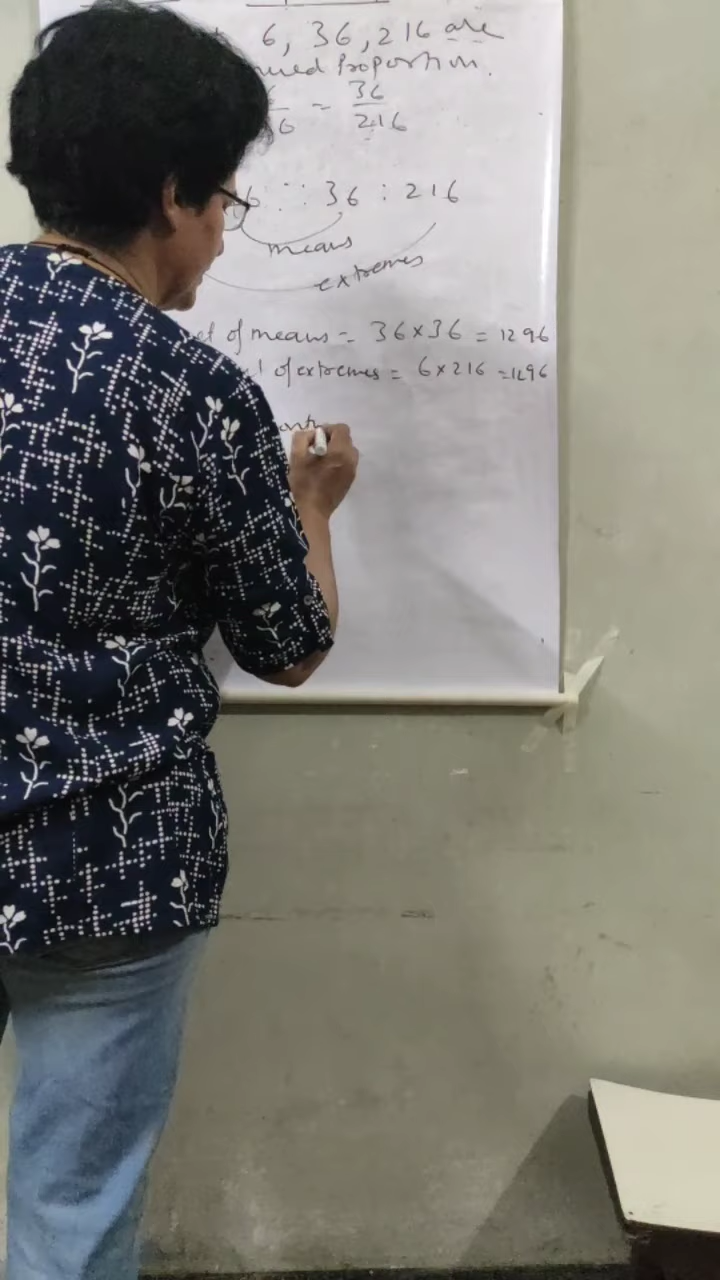 6, 36, 216 are
Proportion.
= 36/216
6 :: 36 : 216
means
extremes
of means = 36 × 36 = 1296
of extremes = 6 × 216 = 1296